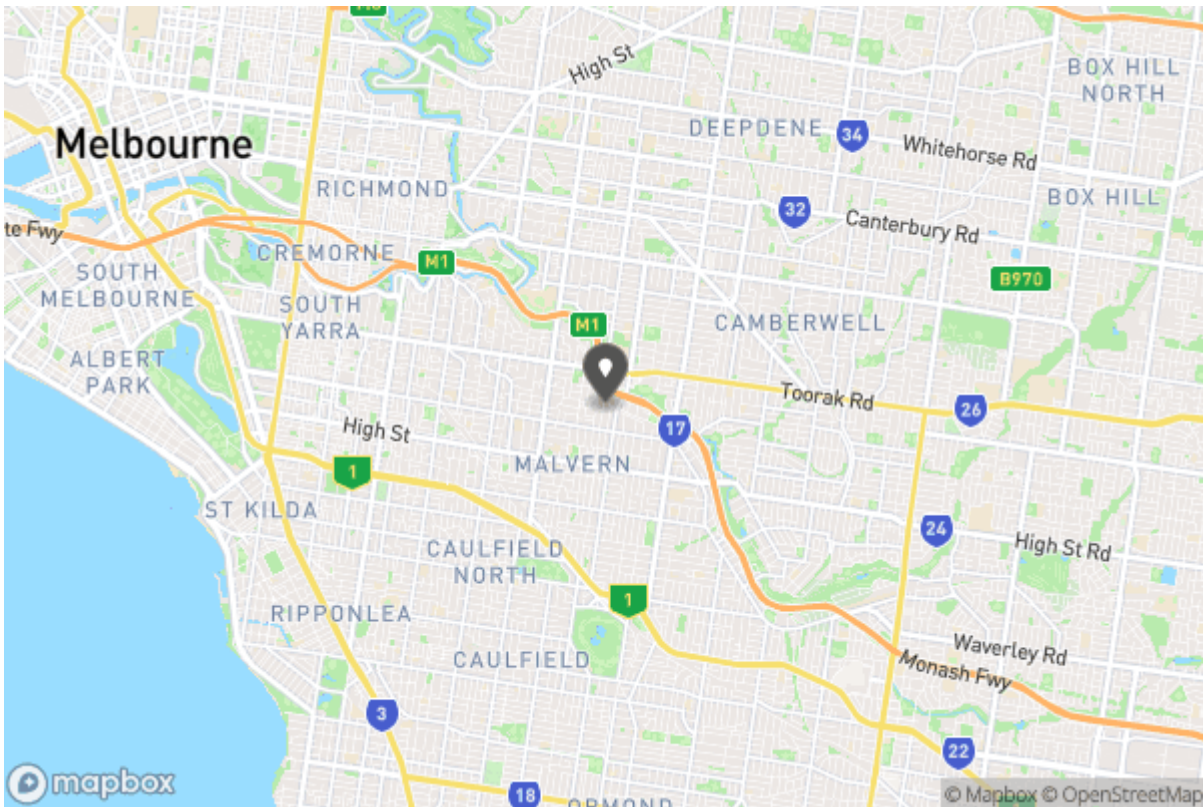 M3
High St
BOX HILL
NORTH
DEEPDENE
34
Whitehorse Rd
Melbourne
RICHMOND
BOX HILL
32
Canterbury Rd
te Fwy
CREMORNE
M1
SOUTH
MELBOURNE
B970
SOUTH
YARRA
M1
CAMBERWELL
ALBERT
PARK
Toorak Rd
26
High St
17
MALVERN
1
ST KILDA
24
High St Rd
CAULFIELD
NORTH
1
RIPPONLEA
CAULFIELD
Waverley Rd
Monash Fwy
3
22
18
ORMOND
mapbox
© Mapbox © OpenStreetMap